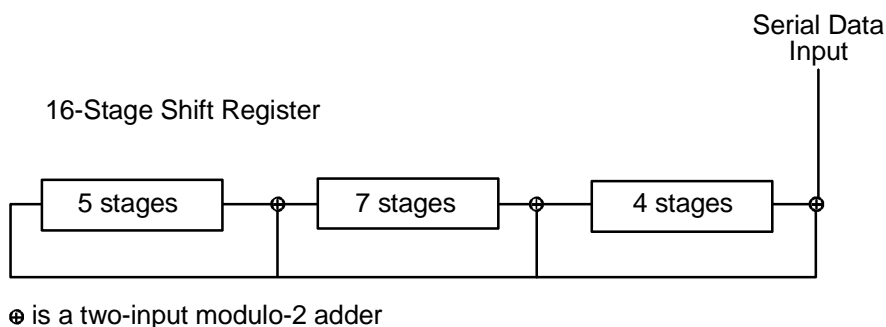 Serial Data
Input
16-Stage Shift Register
5 stages
7 stages
4 stages
⊕ is a two-input modulo-2 adder